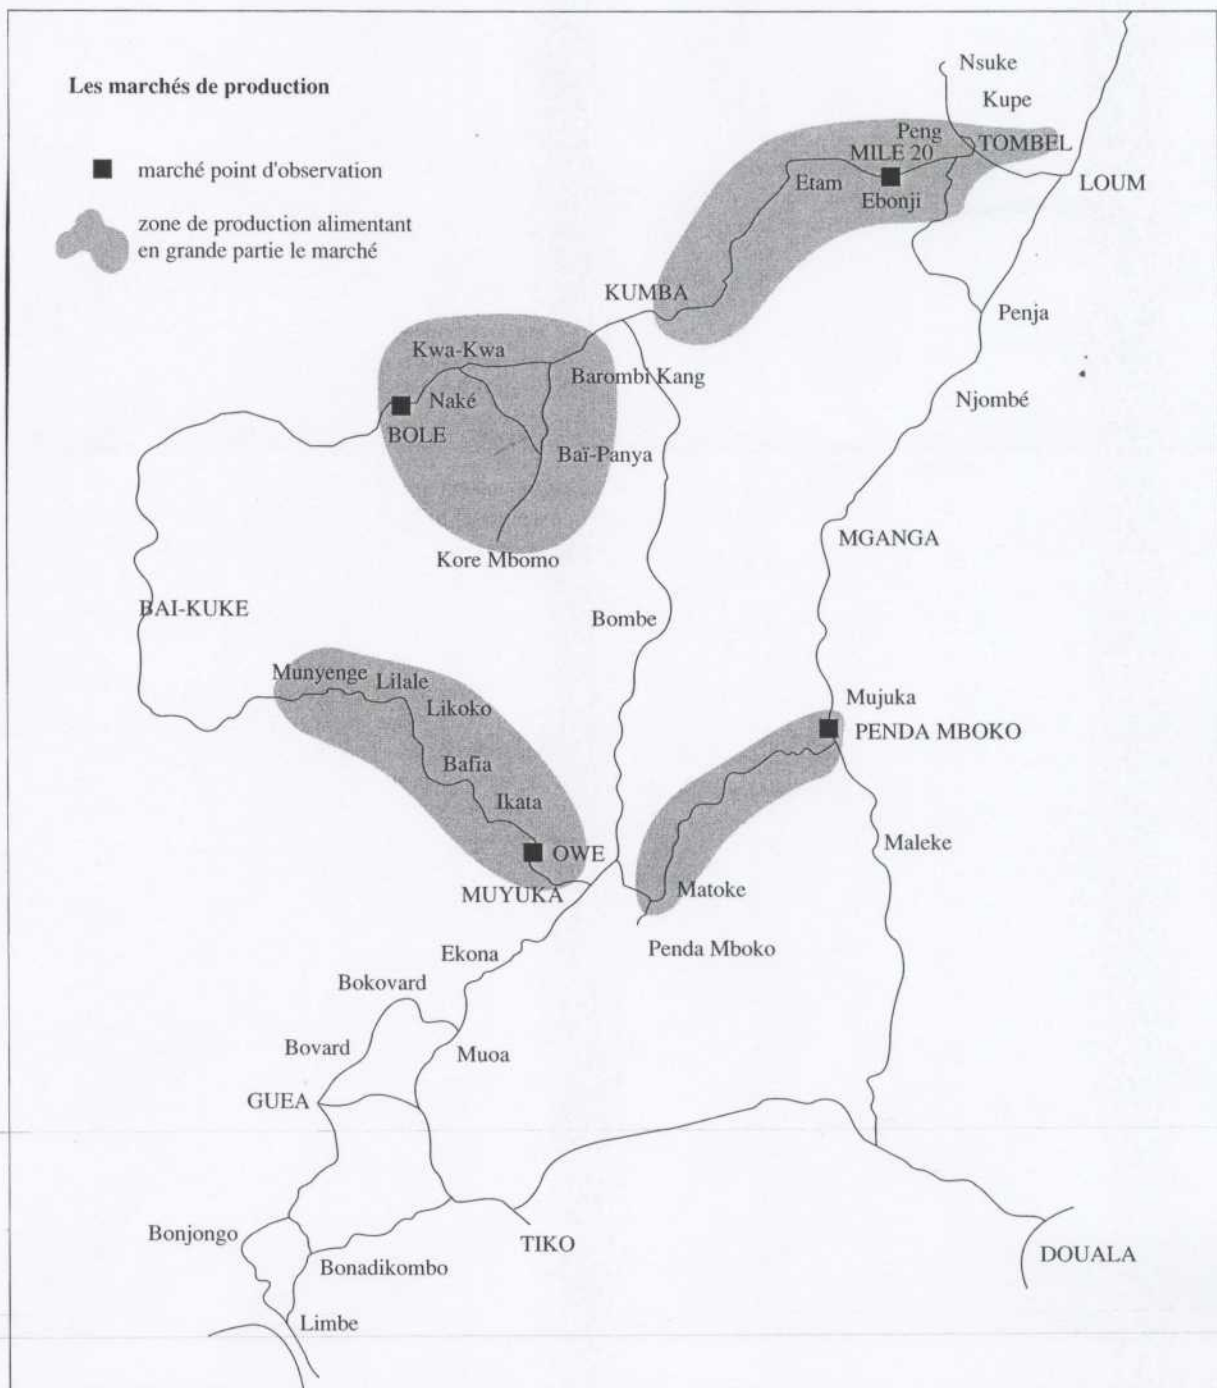 Les marchés de production
marché point d'observation
zone de production alimentant
en grande partie le marché
Nsuke
Kupe
Peng
TOMBEL
MILE 20
Etam
LOUM
Ebonji
KUMBA
Penja
Kwa-Kwa
Barombi Kang
Naké
Njombé
BOLE
Baï-Panya
MGANGA
Kore Mbomo
BAI-KUKE
Bombe
Munyenge
Lilale
Likoko
Mujuka
PENDA MBOKO
Bafia
Ikata
Maleke
OWE
MUYUKA
Matoke
Ekona
Penda Mboko
Bokovard
Bovard
Muoa
GUEA
Bonjongo
TIKO
DOUALA
Bonadikombo
Limbe